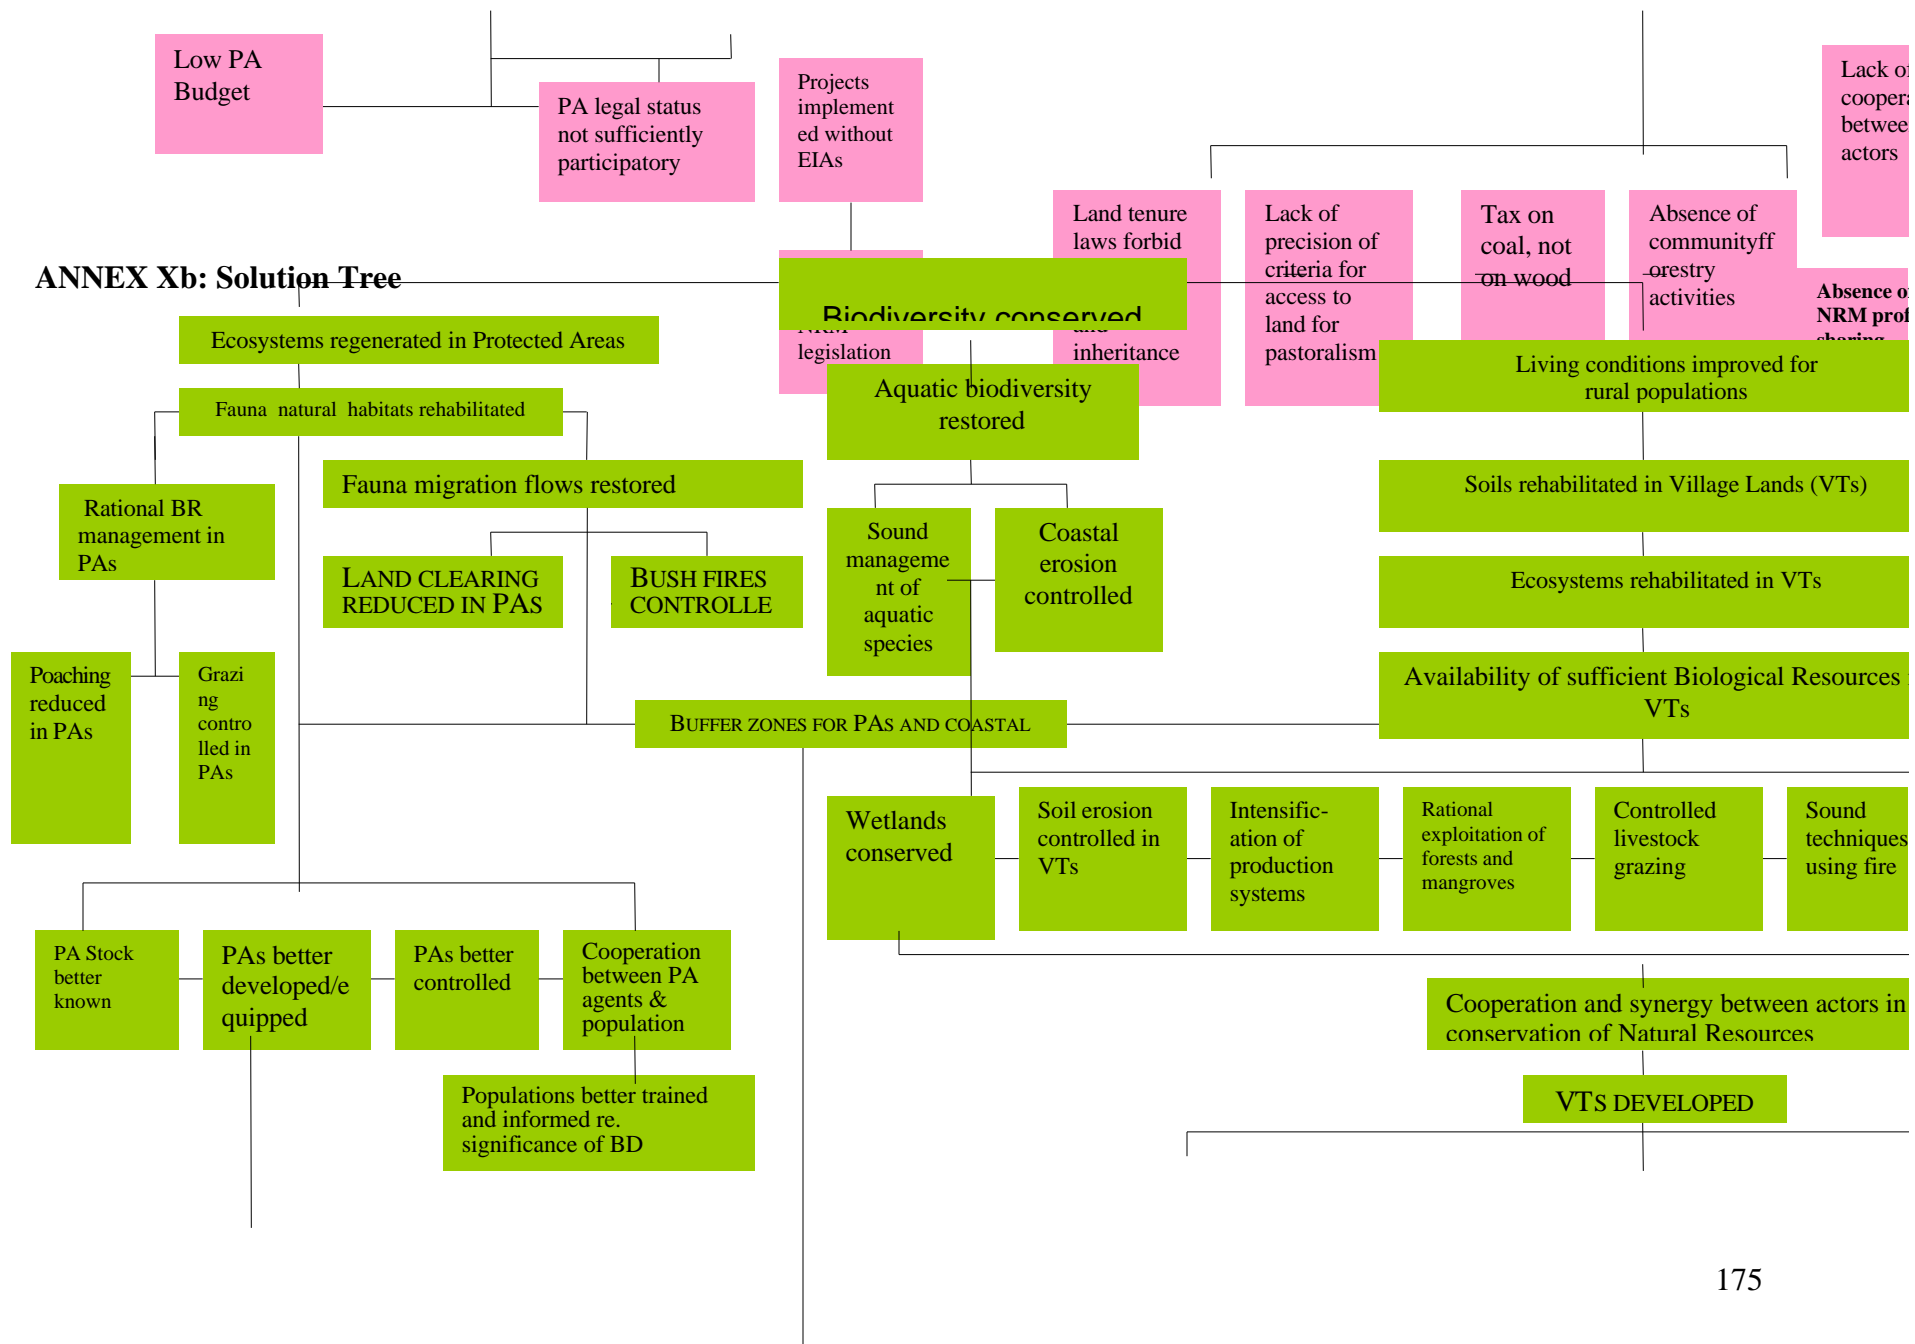 Low PA
Budget
PA legal status
not sufficiently
participatory
Projects
implement
ed without
EIAs
Lack of
between
actors
Land tenure
laws forbid
and
inheritance
Lack of
precision of
criteria for
access to
land for
pastoralism
Tax on
coal, not
on wood
Absence of
communityff
orestry
activities
Absence
NRM
sharing
NRM
legislation
ANNEX Xb: Solution Tree
Biodiversity conserved
Ecosystems regenerated in Protected Areas
Fauna natural habitats rehabilitated
Fauna migration flows restored
Rational BR
management in
PAs
LAND CLEARING
REDUCED IN PAS
BUSH FIRES
CONTROLLE
Poaching
reduced
in PAs
Grazi
ng
contro
lled in
PAs
Aquatic biodiversity
restored
Sound
manageme
nt of
aquatic
species
Coastal
erosion
controlled
Living conditions improved for
rural populations
Soils rehabilitated in Village Lands (VTs)
Ecosystems rehabilitated in VTs
Availability of sufficient Biological Resources
VTs
BUFFER ZONES FOR PAS AND COASTAL
Wetlands
conserved
Soil erosion
controlled in
VTs
Intensific-
ation of
production
systems
Rational
exploitation of
forests and
mangroves
Controlled
livestock
grazing
Sound
techniques
using fire
PA Stock
better
known
PAs better
developed/e
quipped
PAs better
controlled
Cooperation
between PA
agents &
population
Populations better trained
and informed re.
significance of BD
Cooperation and synergy between actors in
conservation of Natural Resources
VTS DEVELOPED
175